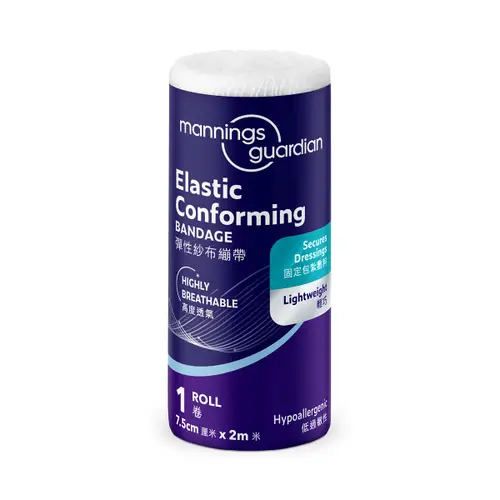 mannings
guardian
Elastic
Conforming
BANDAGE
彈性紗布繃帶
Secures
Dressings
固定包紮敷料
Lightweight
輕巧
HIGHLY
BREATHABLE
高度透氣
1 ROLL
卷
7.5cm 厘米 x 2m 米
Hypoallergenic
低過敏性